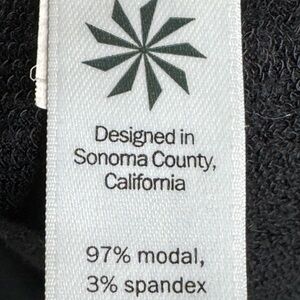 Designed in
Sonoma County,
California
97% modal,
3% spandex